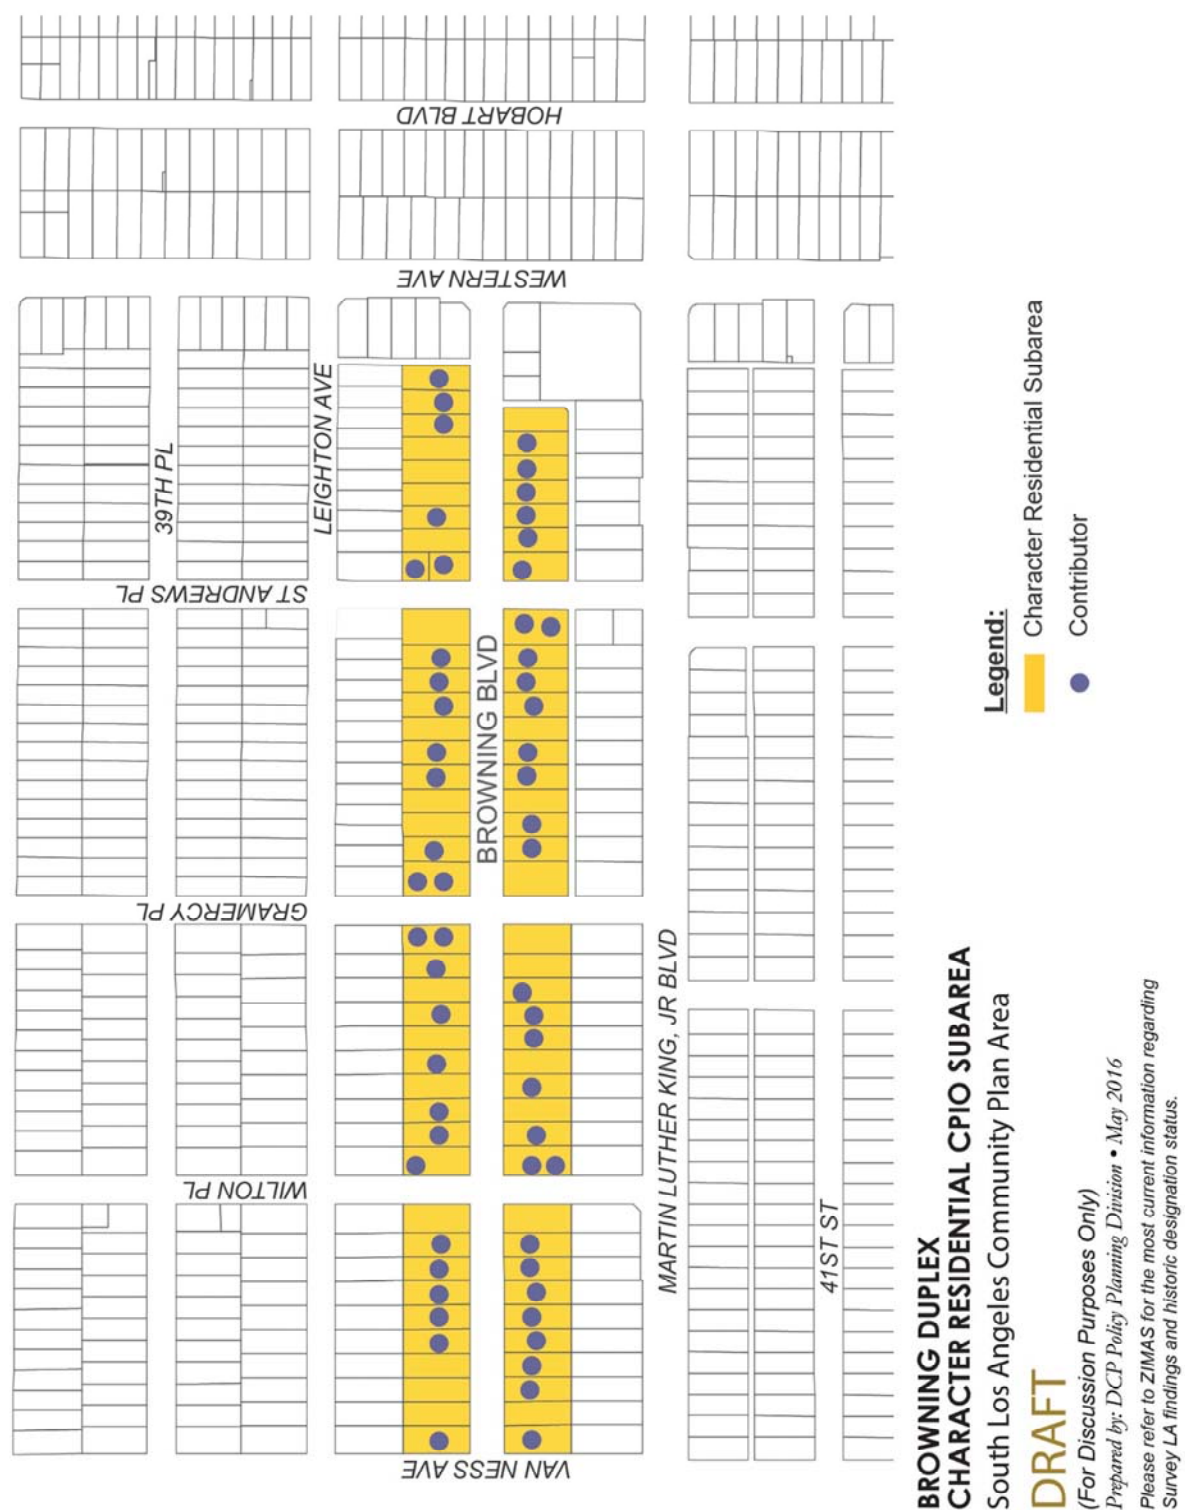 HOBART BLVD
WESTERN AVE
39TH PL
LEIGHTON AVE
ST ANDREWS PL
BROWNING BLVD
GRAMERCY PL
MARTIN LUTHER KING, JR BLVD
WILTON PL
41ST ST
VAN NESS AVE
BROWNING DUPLEX
CHARACTER RESIDENTIAL CPIO SUBAREA
South Los Angeles Community Plan Area
DRAFT
(For Discussion Purposes Only)
Prepared by: DCP Policy Planning Division • May 2016
Please refer to ZIMAS for the most current information regarding
Survey LA findings and historic designation status.
Legend:
Character Residential Subarea
Contributor